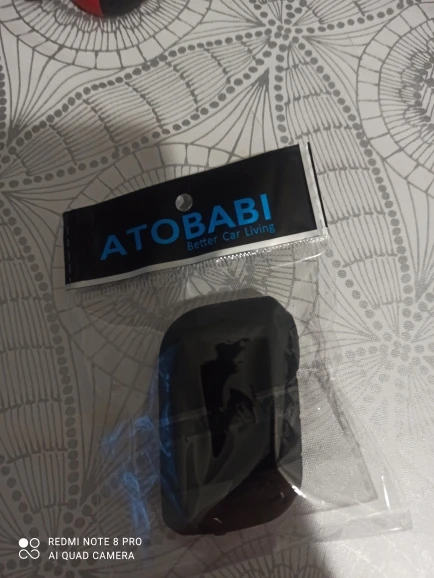 ATOBABI
Better Car Living
REDMI NOTE 8 PRO
AI QUAD CAMERA